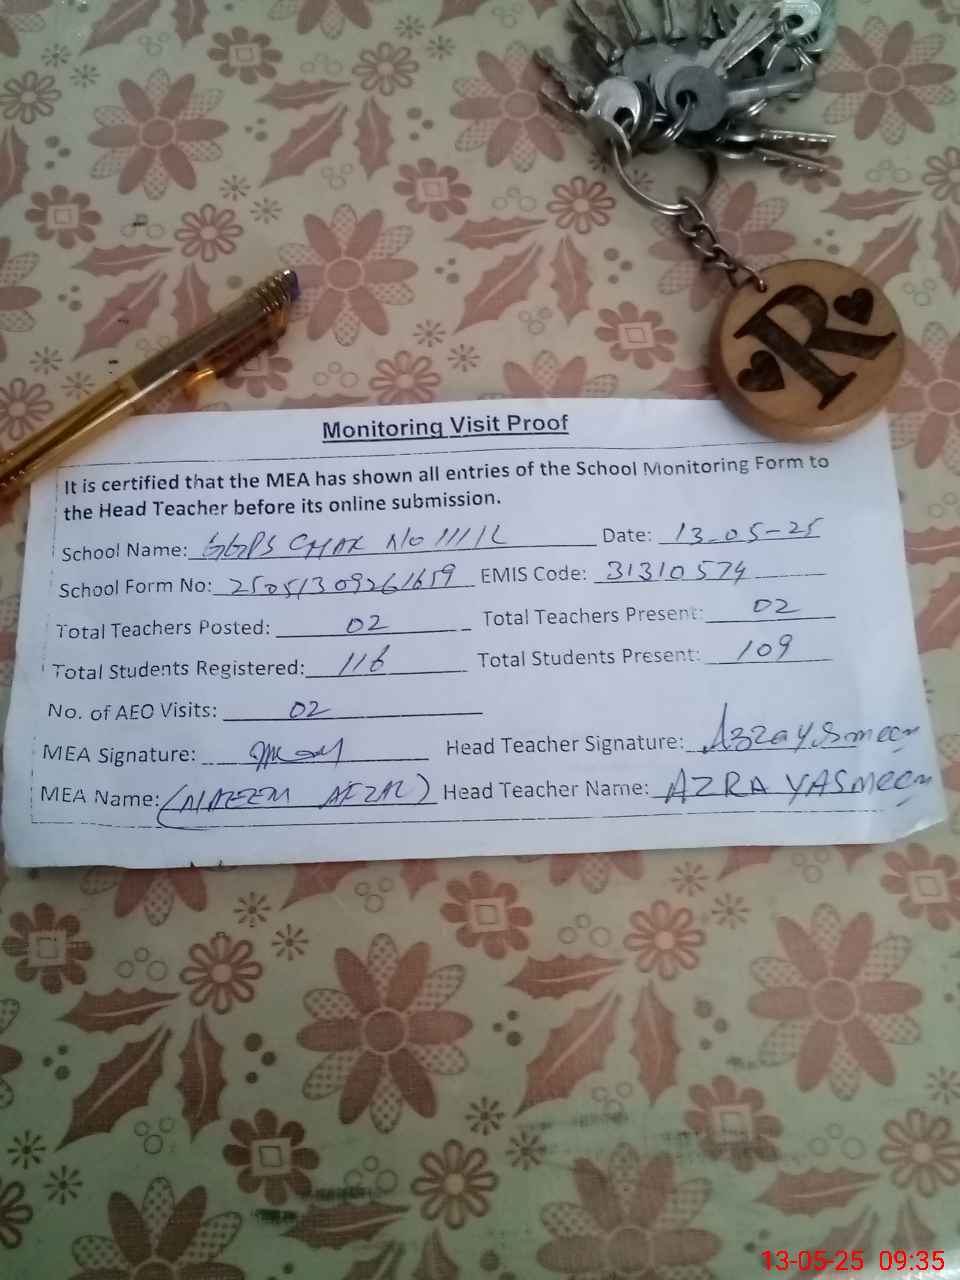 R
Monitoring Visit Proof
It is certified that the MEA has shown all entries of the School Monitoring Form to
the Head Teacher before its online submission.
School Name: GGPS CHAK No 111/1L Date: 13-05-25
School Form No: 25051309261659 EMIS Code: 31310574
Total Teachers Posted: 02 Total Teachers Present: 02
Total Students Registered: 116 Total Students Present: 109
No. of AEO Visits: 02
MEA Signature: Head Teacher Signature: Azra Yasmeen
MEA Name: (NAEEM AFZAL) Head Teacher Name: AZRA YASMeen
13-05-25 09:35